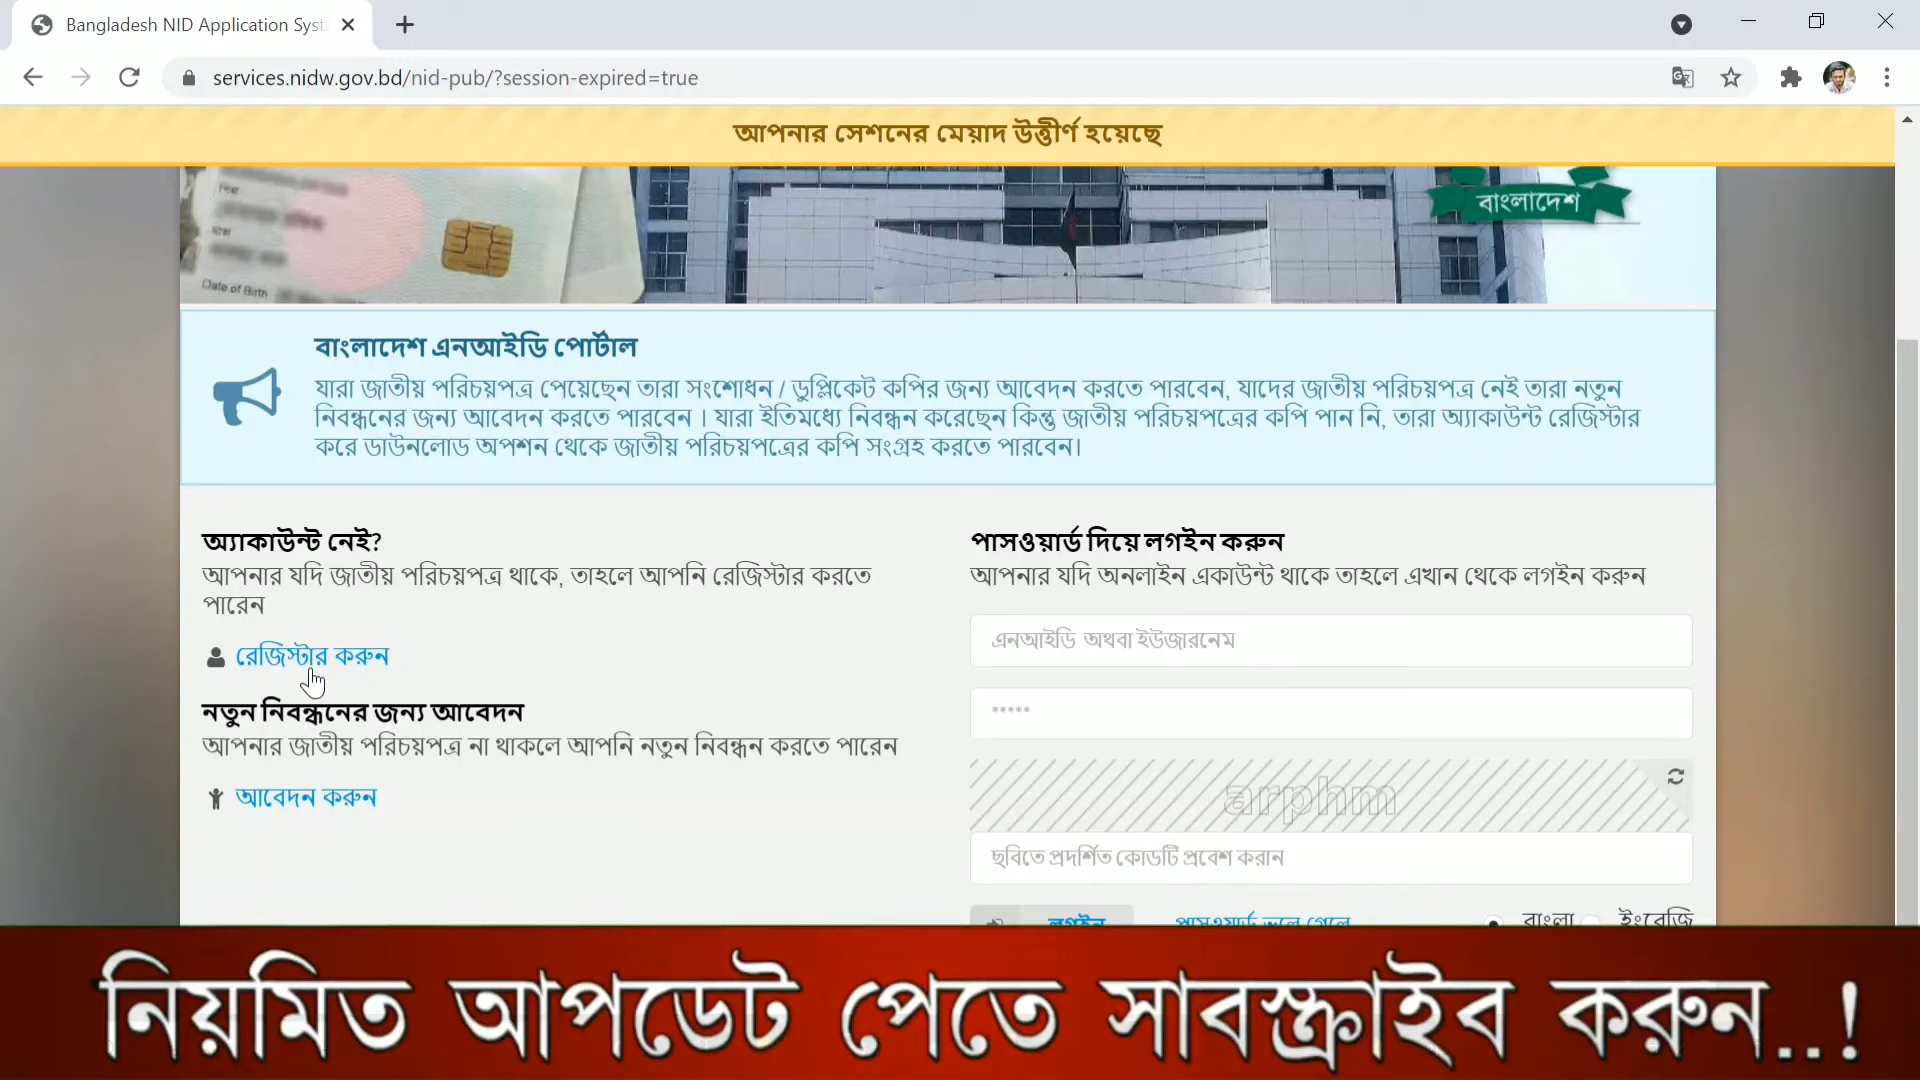 Bangladesh NID Application Syst
services.nidw.gov.bd/nid-pub/?session-expired=true
আপনার সেশনের মেয়াদ উত্তীর্ণ হয়েছে
বাংলাদেশ
Date of Birth
বাংলাদেশ এনআইডি পোর্টাল
যারা জাতীয় পরিচয়পত্র পেয়েছেন তারা সংশোধন / ডুপ্লিকেট কপির জন্য আবেদন করতে পারবেন, যাদের জাতীয় পরিচয়পত্র নেই তারা নতুন
নিবন্ধনের জন্য আবেদন করতে পারবেন । যারা ইতিমধ্যে নিবন্ধন করেছেন কিন্তু জাতীয় পরিচয়পত্রের কপি পান নি, তারা অ্যাকাউন্ট রেজিস্টার
করে ডাউনলোড অপশন থেকে জাতীয় পরিচয়পত্রের কপি সংগ্রহ করতে পারবেন।
অ্যাকাউন্ট নেই?
আপনার যদি জাতীয় পরিচয়পত্র থাকে, তাহলে আপনি রেজিস্টার করতে
পারেন
রেজিস্টার করুন
নতুন নিবন্ধনের জন্য আবেদন
আপনার জাতীয় পরিচয়পত্র না থাকলে আপনি নতুন নিবন্ধন করতে পারেন
আবেদন করুন
পাসওয়ার্ড দিয়ে লগইন করুন
আপনার যদি অনলাইন একাউন্ট থাকে তাহলে এখান থেকে লগইন করুন
এনআইডি অথবা ইউজারনেম
*****
arphm
ছবিতে প্রদর্শিত কোডটি প্রবেশ করান
লগইন পাসওয়ার্ড ভুলে গেলে বাংলা ইংরেজি
নিয়মিত আপডেট পেতে সাবস্ক্রাইব করুন..!